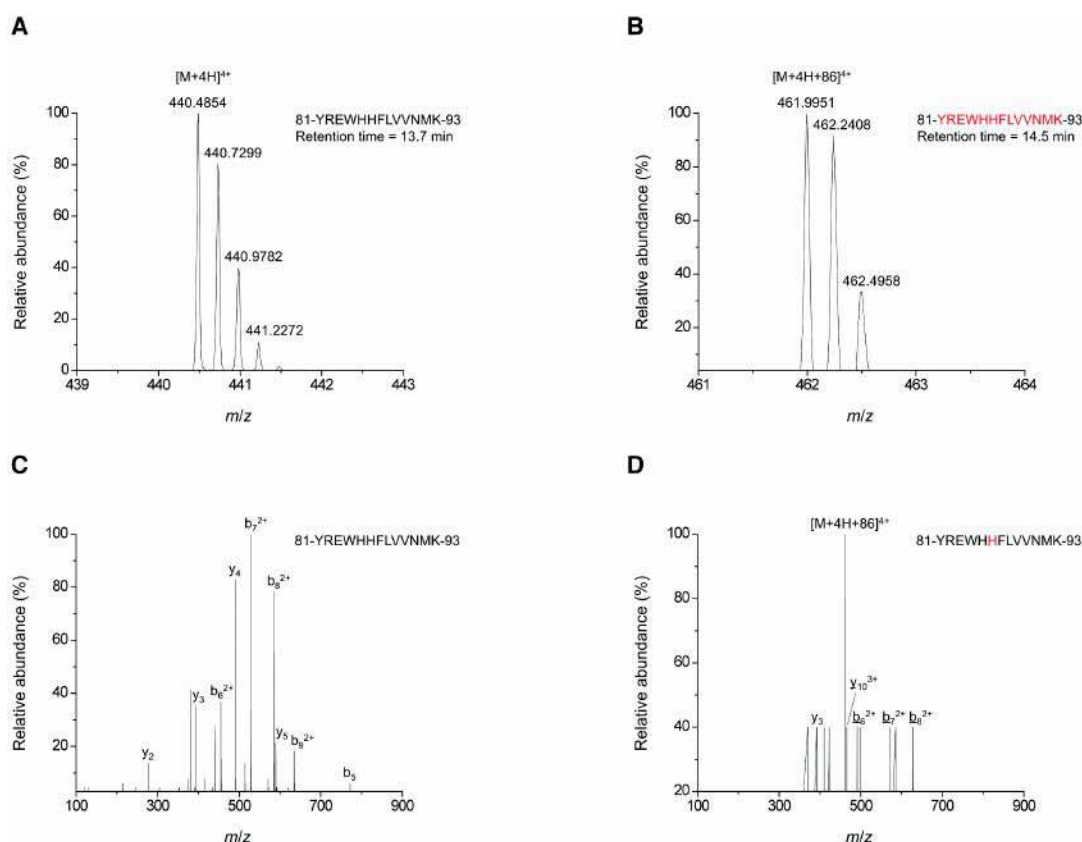 A
[M+4H]⁴⁺
440.4854
440.7299
440.9782
441.2272
81-YREWHHFLVVNMK-93
Retention time = 13.7 min
Relative abundance (%)
100
80
60
40
20
0
439
440
441
442
443
m/z
B
[M+4H+86]⁴⁺
461.9951
462.2408
462.4958
81-YREWHHFLVVNMK-93
Retention time = 14.5 min
Relative abundance (%)
100
80
60
40
20
461
462
463
464
m/z
C
b₇²⁺
81-YREWHHFLVVNMK-93
y₄
b₈²⁺
y₃
b₆²⁺
y₅
b₉²⁺
y₂
b₅
Relative abundance (%)
100
80
60
40
20
100
300
500
700
900
m/z
D
[M+4H+86]⁴⁺
81-YREWHHFLVVNMK-93
y₁₀³⁺
y₃
b₆²⁺
b₇²⁺
b₈²⁺
Relative abundance (%)
100
80
60
40
20
100
300
500
700
900
m/z